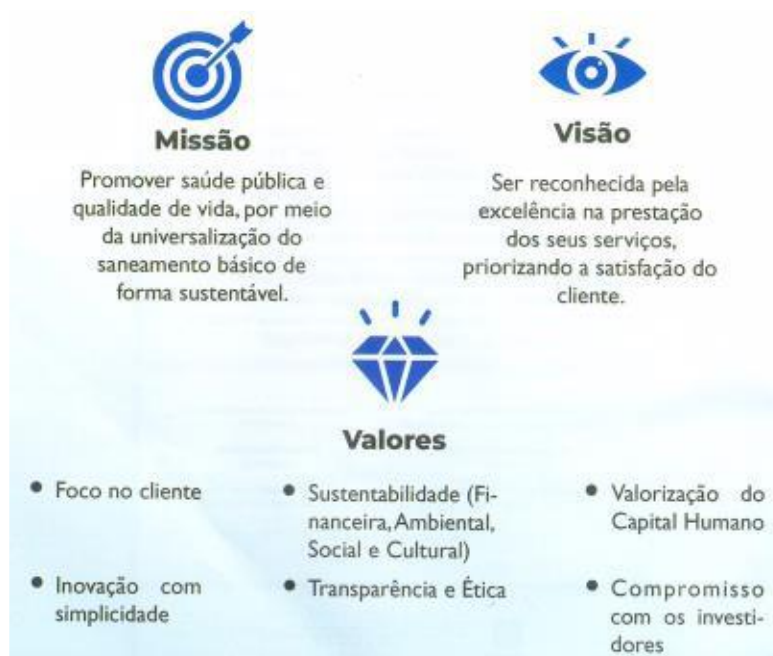 Missão
Promover saúde pública e
qualidade de vida, por meio
da universalização do
saneamento básico de
forma sustentável.
Visão
Ser reconhecida pela
excelência na prestação
dos seus serviços,
priorizando a satisfação do
cliente.
Valores
• Foco no cliente
• Inovação com
simplicidade
• Sustentabilidade (Fi-
nanceira, Ambiental,
Social e Cultural)
• Transparência e Ética
• Valorização do
Capital Humano
• Compromisso
com os investi-
dores